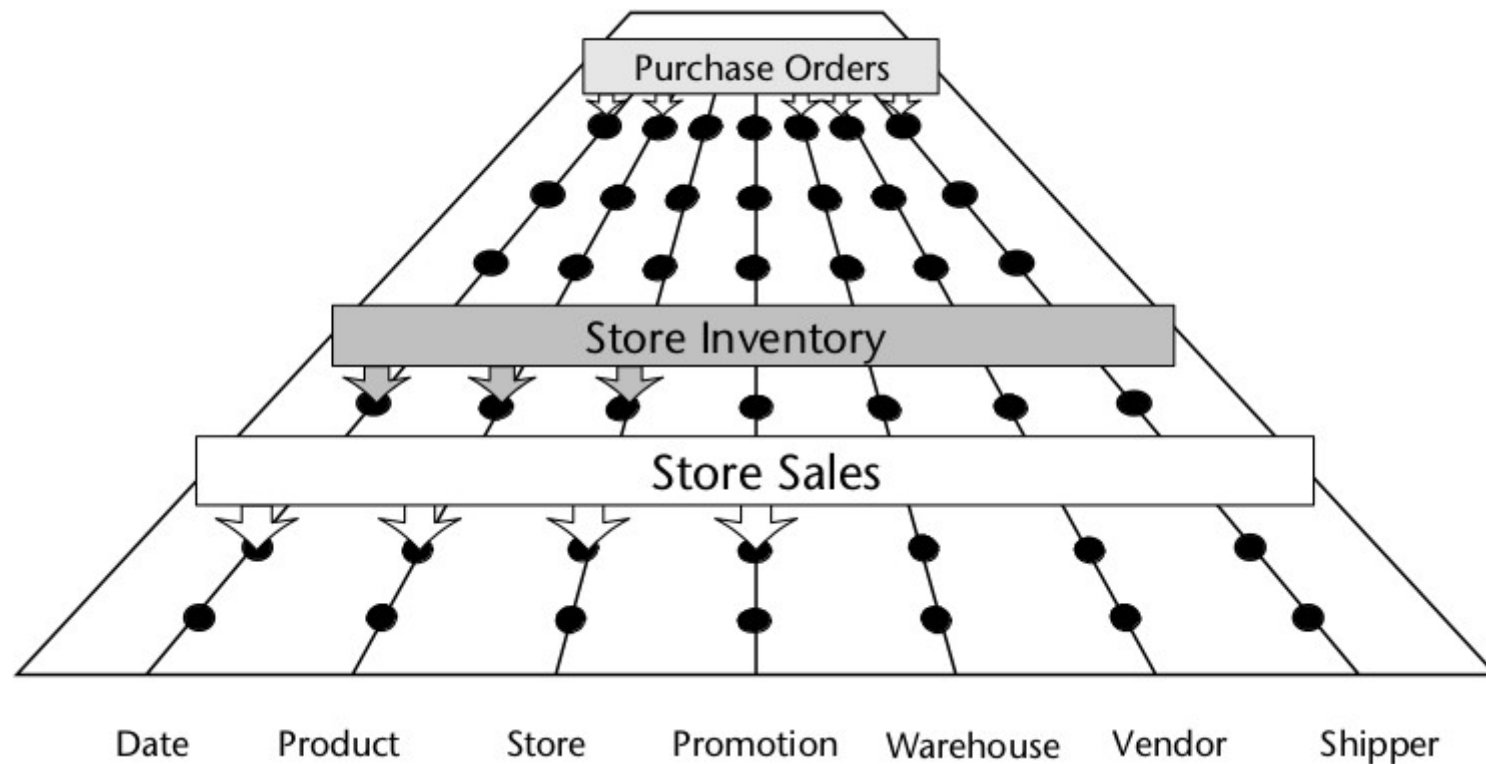 Purchase Orders
Store Inventory
Store Sales
Date Product Store Promotion Warehouse Vendor Shipper